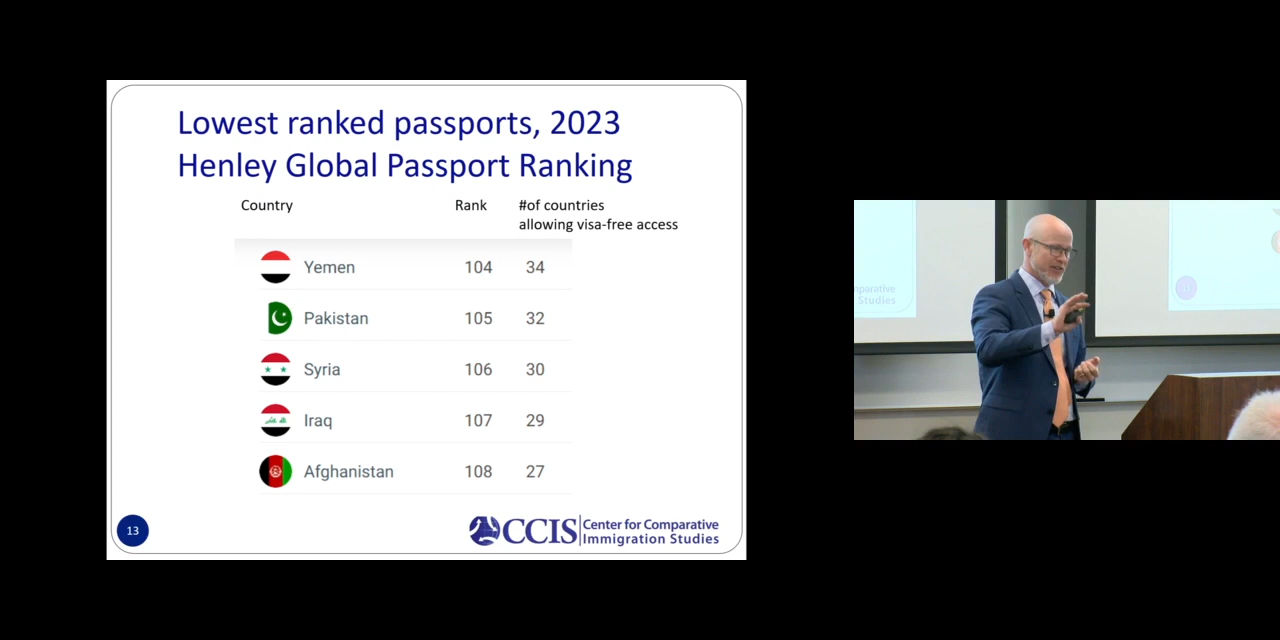 Lowest ranked passports, 2023
Henley Global Passport Ranking
Country Rank #of countries
allowing visa-free access
Yemen 104 34
Pakistan 105 32
Syria 106 30
Iraq 107 29
Afghanistan 108 27
13
CCIS Center for Comparative
Immigration Studies
mparative
Studies